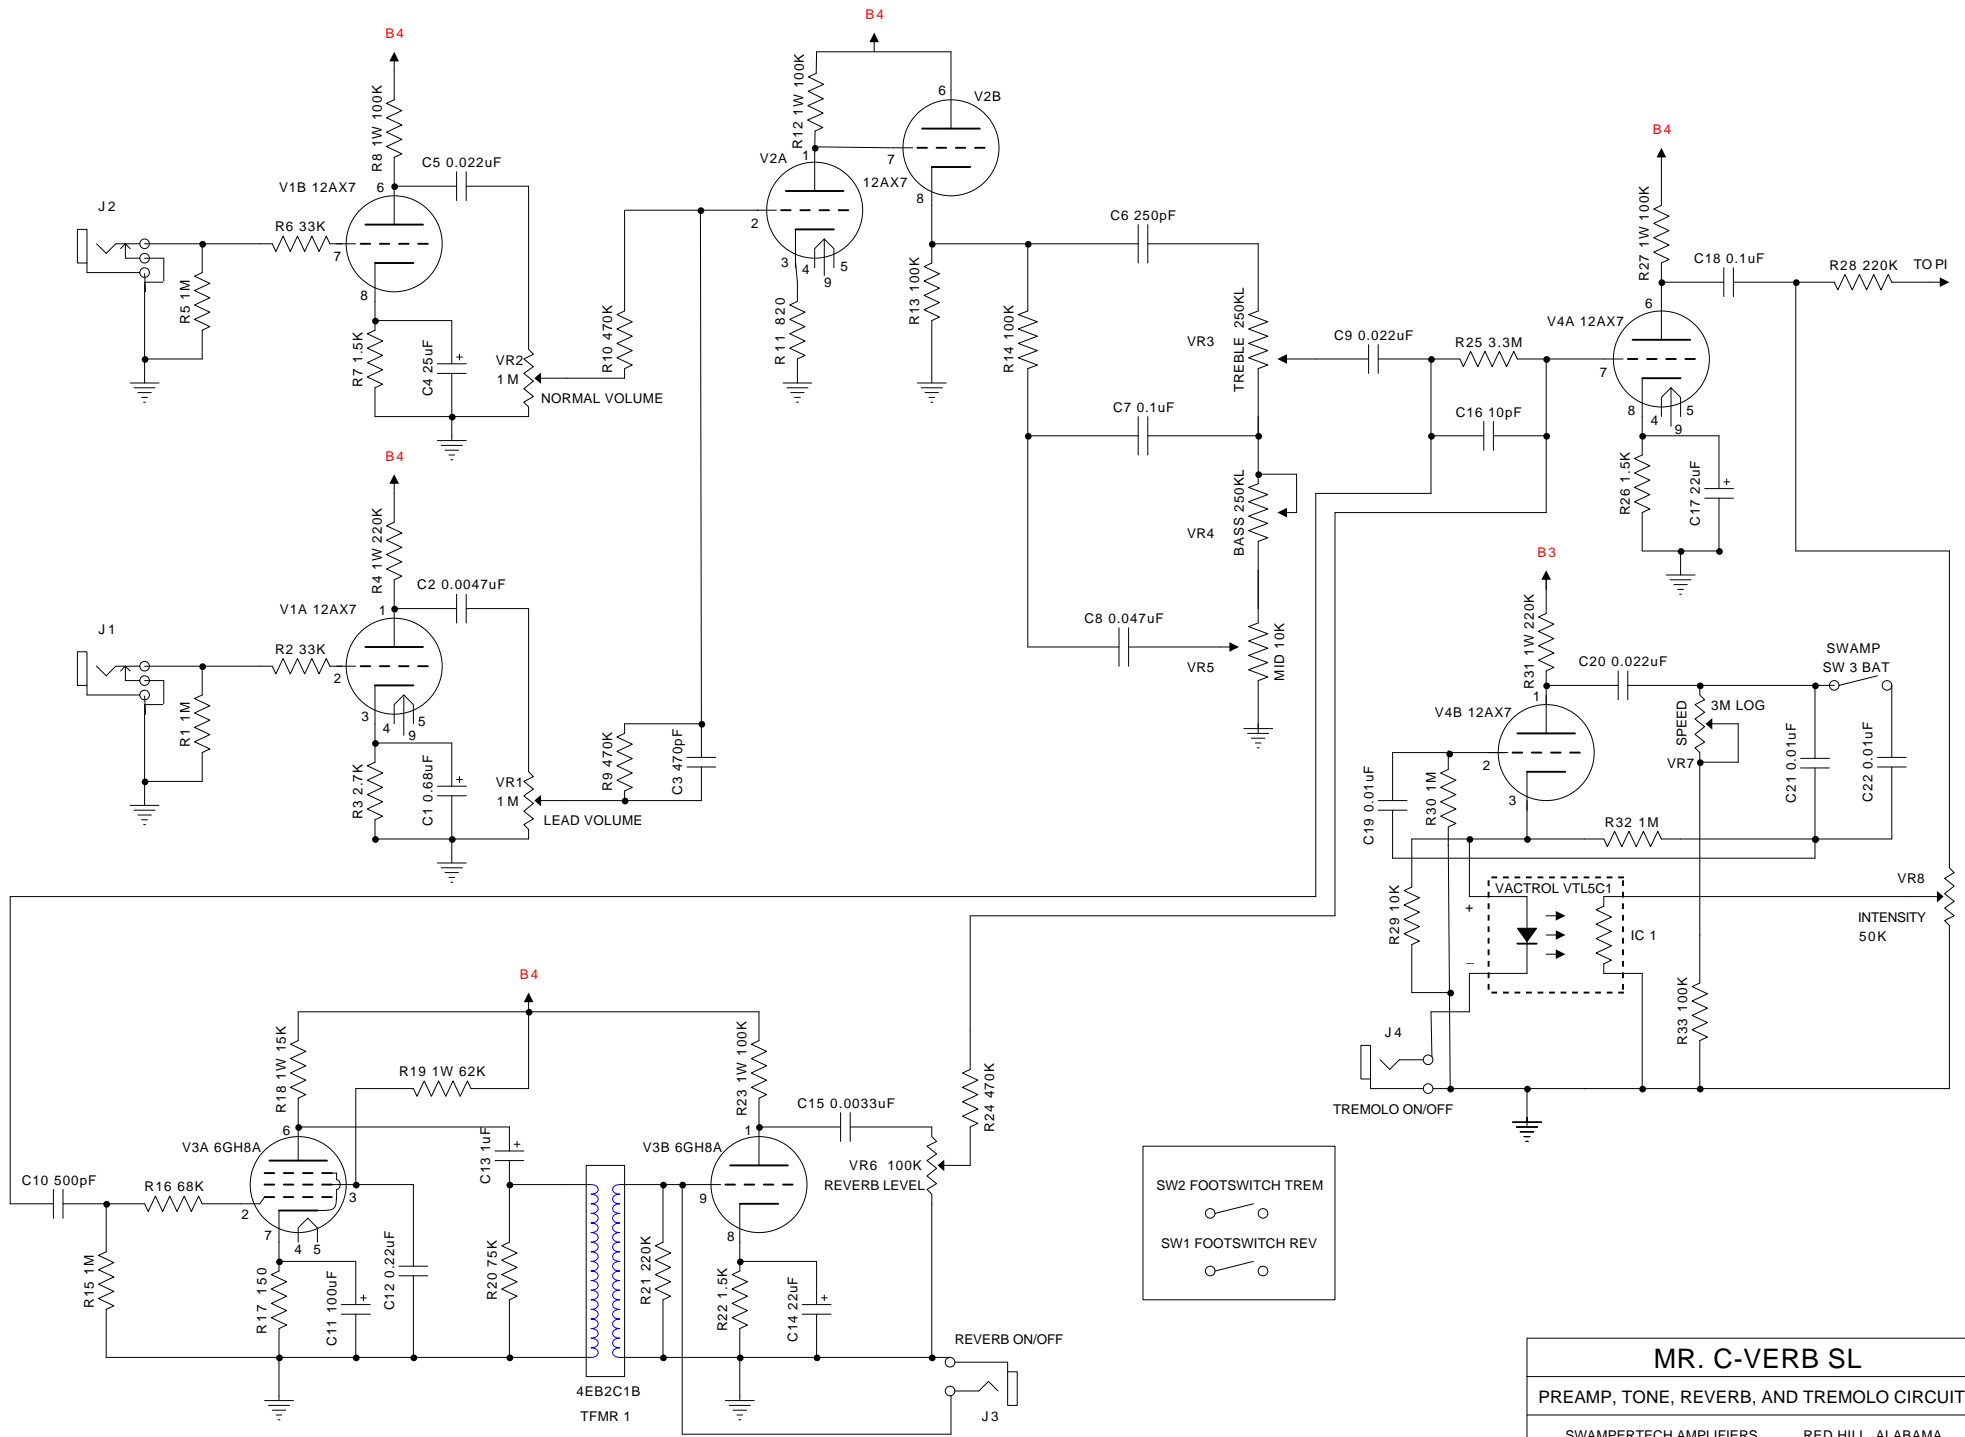 B4
R8 1W 100K
C5 0.022uF
V1B 12AX7
6
J2
R6 33K
7
R5 1M
8
R7 1.5K
C4 25uF
+
VR2
1M
NORMAL VOLUME
R10 470K
B4
R4 1W 220K
C2 0.0047uF
V1A 12AX7
1
J1
R2 33K
2
R1 1M
3
4
5
9
R3 2.7K
C1 0.68uF
+
VR1
1M
LEAD VOLUME
R9 470K
C3 470pF
B4
R12 1W 100K
6
V2B
V2A
1
7
12AX7
2
8
3
4
5
9
R11 820
R13 100K
C6 250pF
R14 100K
VR3
TREBLE 250KL
C7 0.1uF
VR4
BASS 250KL
C8 0.047uF
VR5
MID 10K
C9 0.022uF
R25 3.3M
C16 10pF
B4
R27 1W 100K
C18 0.1uF
R28 220K
TO PI
6
V4A 12AX7
7
8
4
5
9
R26 1.5K
C17 22uF
+
B3
R31 1W 220K
C20 0.022uF
SWAMP
SW 3 BAT
1
V4B 12AX7
SPEED
3M LOG
VR7
2
3
C19 0.01uF
R30 1M
C21 0.01uF
C22 0.01uF
R32 1M
R29 10K
VACTROL VTL5C1
+
–
IC 1
VR8
INTENSITY
50K
R33 100K
J4
TREMOLO ON/OFF
B4
R18 1W 15K
R19 1W 62K
R23 1W 100K
C15 0.0033uF
R24 470K
6
V3A 6GH8A
C13 1uF
+
V3B 6GH8A
1
VR6 100K
REVERB LEVEL
C10 500pF
R16 68K
2
3
9
7
4
5
8
R15 1M
R17 150
C11 100uF
+
C12 0.22uF
R20 75K
R21 220K
R22 1.5K
C14 22uF
+
4EB2C1B
TFMR 1
REVERB ON/OFF
J3
SW2 FOOTSWITCH TREM
SW1 FOOTSWITCH REV
MR. C-VERB SL
PREAMP, TONE, REVERB, AND TREMOLO CIRCUIT
SWAMPERTECH AMPLIFIERS RED HILL, ALABAMA